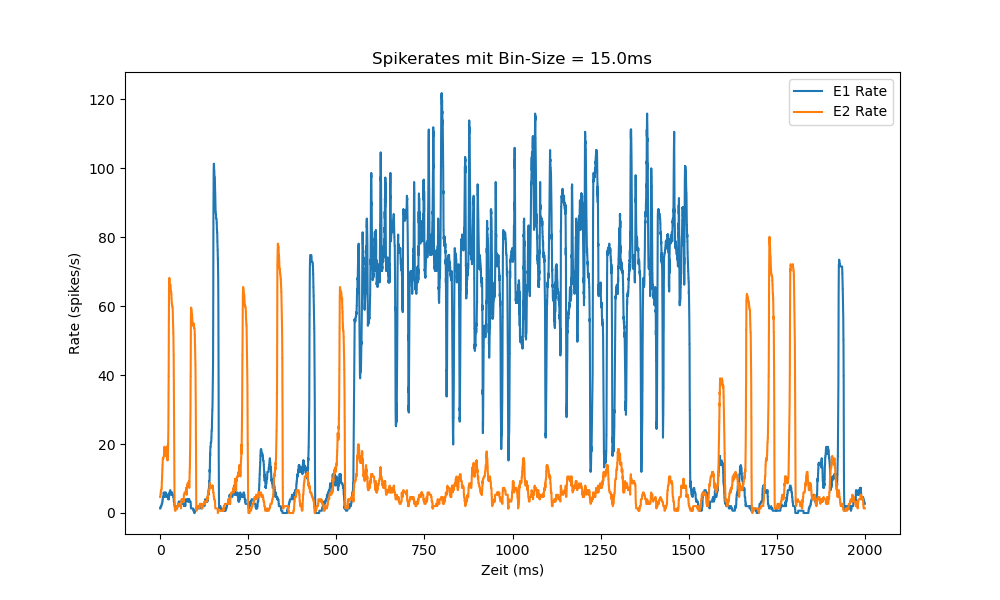 Spikerates mit Bin-Size = 15.0ms
E1 Rate
E2 Rate
Rate (spikes/s)
120
100
80
60
40
20
0
0 250 500 750 1000 1250 1500 1750 2000
Zeit (ms)